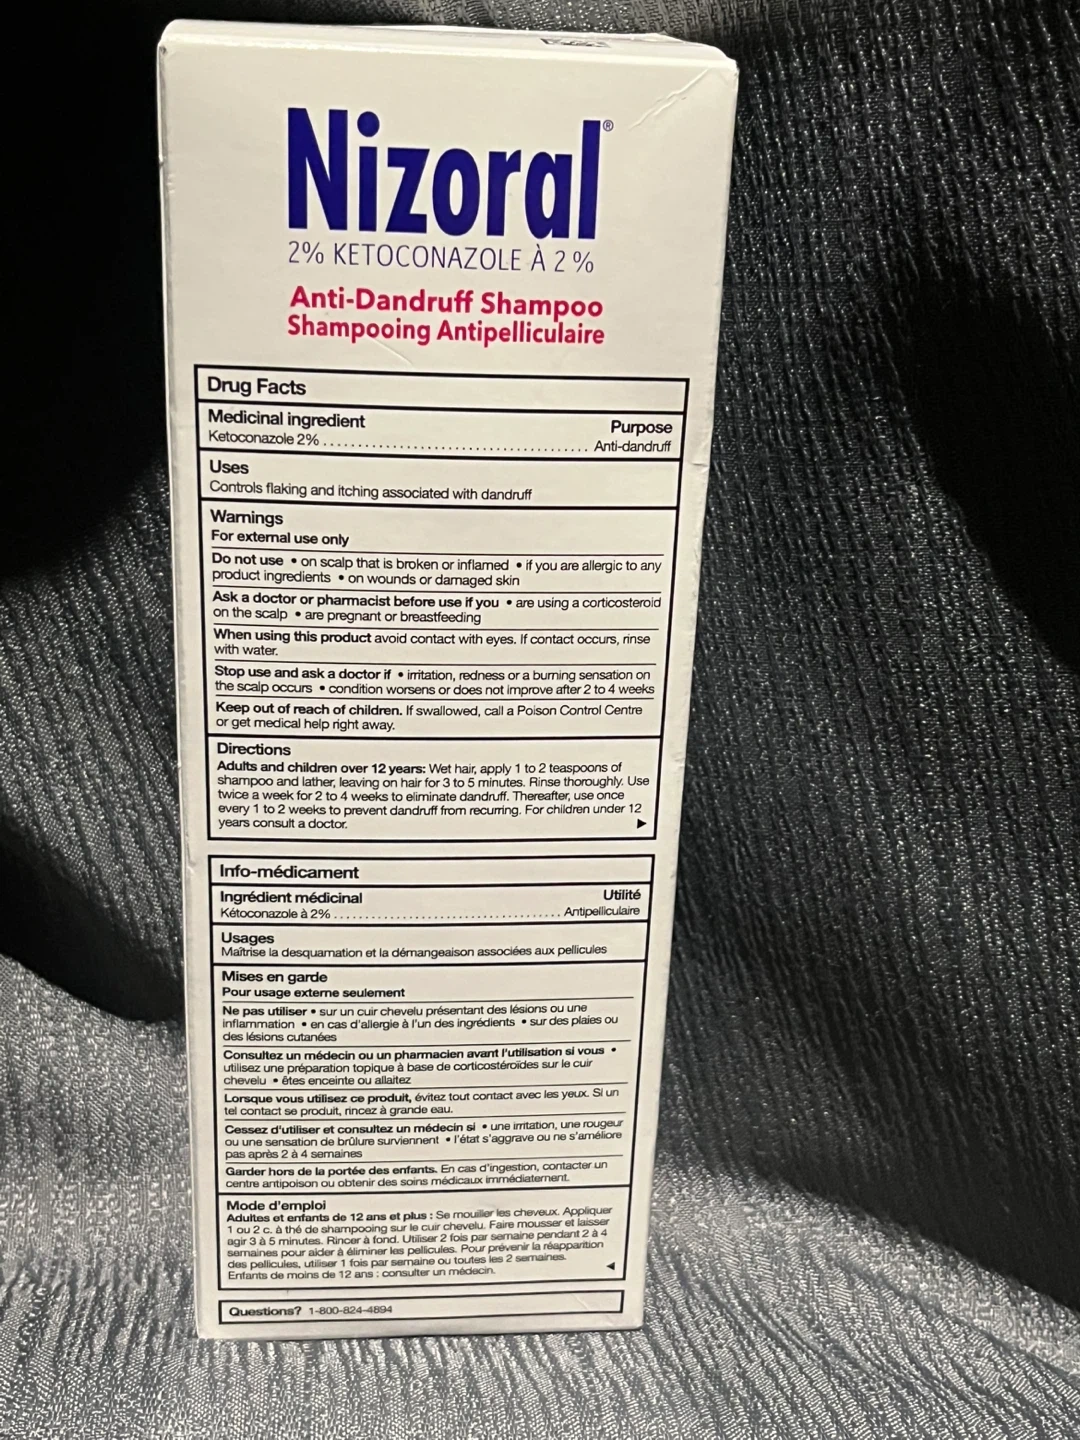 Nizoral®
2% KETOCONAZOLE À 2 %
Anti-Dandruff Shampoo
Shampooing Antipelliculaire
Drug Facts
Medicinal ingredient Purpose
Ketoconazole 2% ........................................ Anti-dandruff
Uses
Controls flaking and itching associated with dandruff
Warnings
For external use only
Do not use • on scalp that is broken or inflamed • if you are allergic to any
product ingredients • on wounds or damaged skin
Ask a doctor or pharmacist before use if you • are using a corticosteroid
on the scalp • are pregnant or breastfeeding
When using this product avoid contact with eyes. If contact occurs, rinse
with water.
Stop use and ask a doctor if • irritation, redness or a burning sensation on
the scalp occurs • condition worsens or does not improve after 2 to 4 weeks
Keep out of reach of children. If swallowed, call a Poison Control Centre
or get medical help right away.
Directions
Adults and children over 12 years: Wet hair, apply 1 to 2 teaspoons of
shampoo and lather, leaving on hair for 3 to 5 minutes. Rinse thoroughly. Use
twice a week for 2 to 4 weeks to eliminate dandruff. Thereafter, use once
every 1 to 2 weeks to prevent dandruff from recurring. For children under 12
years consult a doctor.
Info-médicament
Ingrédient médicinal Utilité
Kétoconazole à 2% .................................... Antipelliculaire
Usages
Maîtrise la desquamation et la démangeaison associées aux pellicules
Mises en garde
Pour usage externe seulement
Ne pas utiliser • sur un cuir chevelu présentant des lésions ou une
inflammation • en cas d'allergie à l'un des ingrédients • sur des plaies ou
des lésions cutanées
Consultez un médecin ou un pharmacien avant l'utilisation si vous •
utilisez une préparation topique à base de corticostéroïdes sur le cuir
chevelu • êtes enceinte ou allaitez
Lorsque vous utilisez ce produit, évitez tout contact avec les yeux. Si un
tel contact se produit, rincez à grande eau.
Cessez d'utiliser et consultez un médecin si • une irritation, une rougeur
ou une sensation de brûlure surviennent • l'état s'aggrave ou ne s'améliore
pas après 2 à 4 semaines
Garder hors de la portée des enfants. En cas d'ingestion, contacter un
centre antipoison ou obtenir des soins médicaux immédiatement.
Mode d'emploi
Adultes et enfants de 12 ans et plus : Se mouiller les cheveux. Appliquer
1 ou 2 c. à thé de shampooing sur le cuir chevelu. Faire mousser et laisser
agir 3 à 5 minutes. Rincer à fond. Utiliser 2 fois par semaine pendant 2 à 4
semaines pour aider à éliminer les pellicules. Pour prévenir la réapparition
des pellicules, utiliser 1 fois par semaine ou toutes les 2 semaines.
Enfants de moins de 12 ans : consulter un médecin.
Questions? 1-800-824-4894